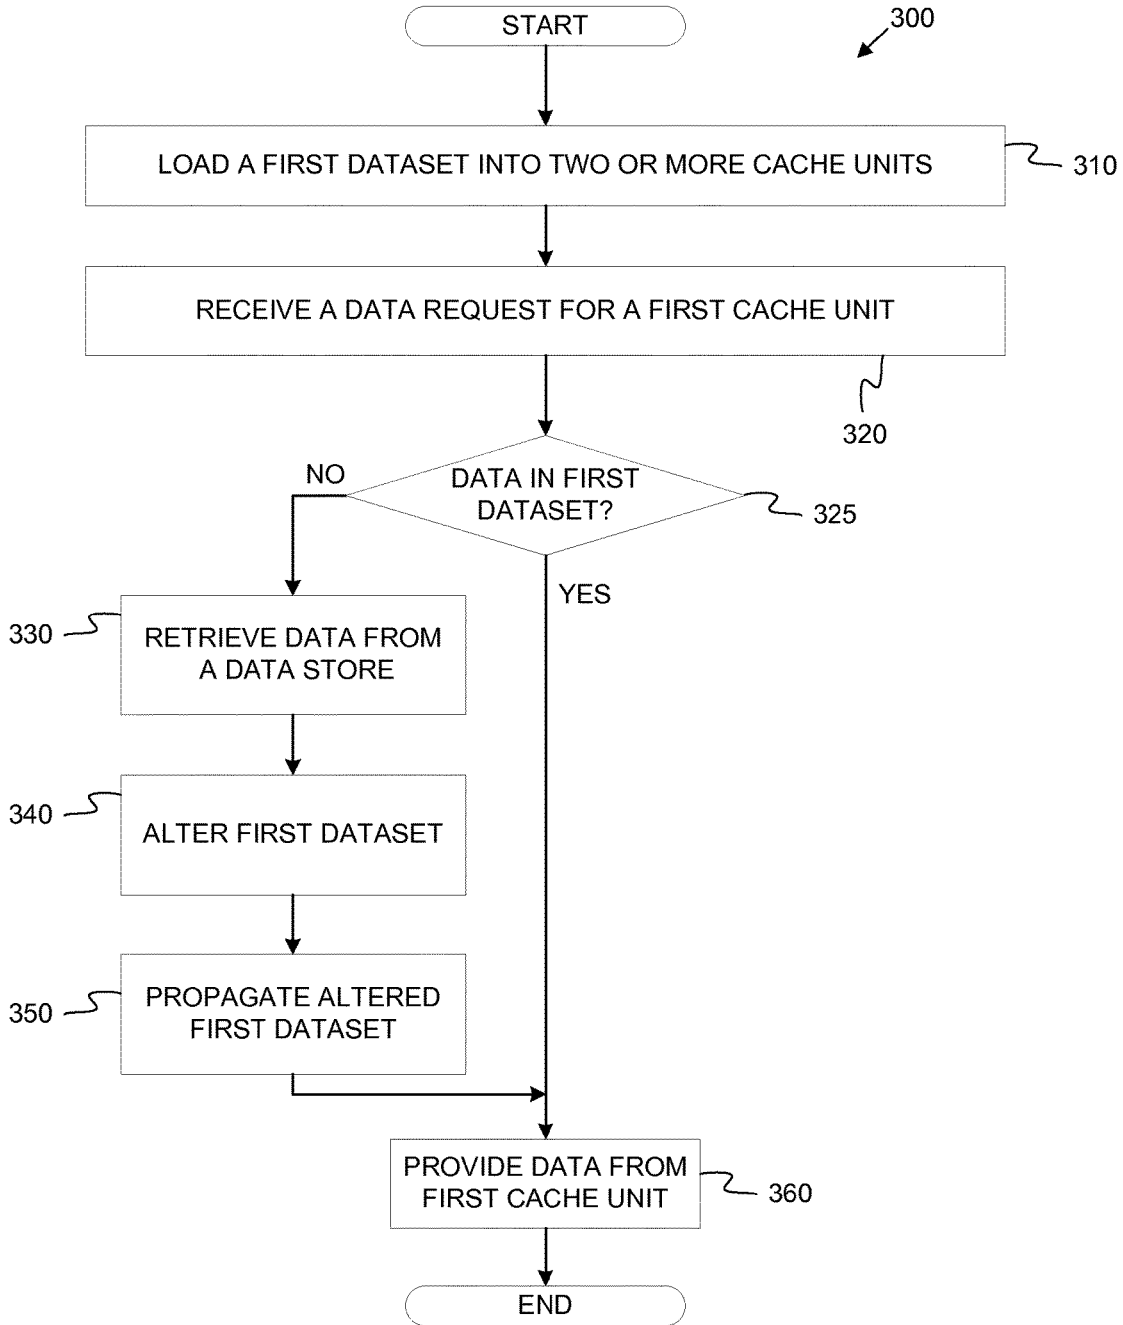 START
300
LOAD A FIRST DATASET INTO TWO OR MORE CACHE UNITS
310
RECEIVE A DATA REQUEST FOR A FIRST CACHE UNIT
320
NO
DATA IN FIRST
DATASET?
325
YES
330
RETRIEVE DATA FROM
A DATA STORE
340
ALTER FIRST DATASET
350
PROPAGATE ALTERED
FIRST DATASET
PROVIDE DATA FROM
FIRST CACHE UNIT
360
END